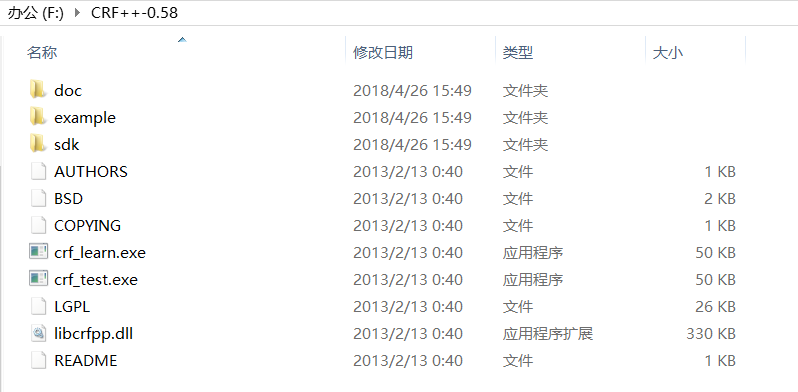 办公 (F:) CRF++-0.58
名称 修改日期 类型 大小
doc 2018/4/26 15:49 文件夹
example 2018/4/26 15:49 文件夹
sdk 2018/4/26 15:49 文件夹
AUTHORS 2013/2/13 0:40 文件 1 KB
BSD 2013/2/13 0:40 文件 2 KB
COPYING 2013/2/13 0:40 文件 1 KB
crf_learn.exe 2013/2/13 0:40 应用程序 50 KB
crf_test.exe 2013/2/13 0:40 应用程序 50 KB
LGPL 2013/2/13 0:40 文件 26 KB
libcrfpp.dll 2013/2/13 0:40 应用程序扩展 330 KB
README 2013/2/13 0:40 文件 1 KB